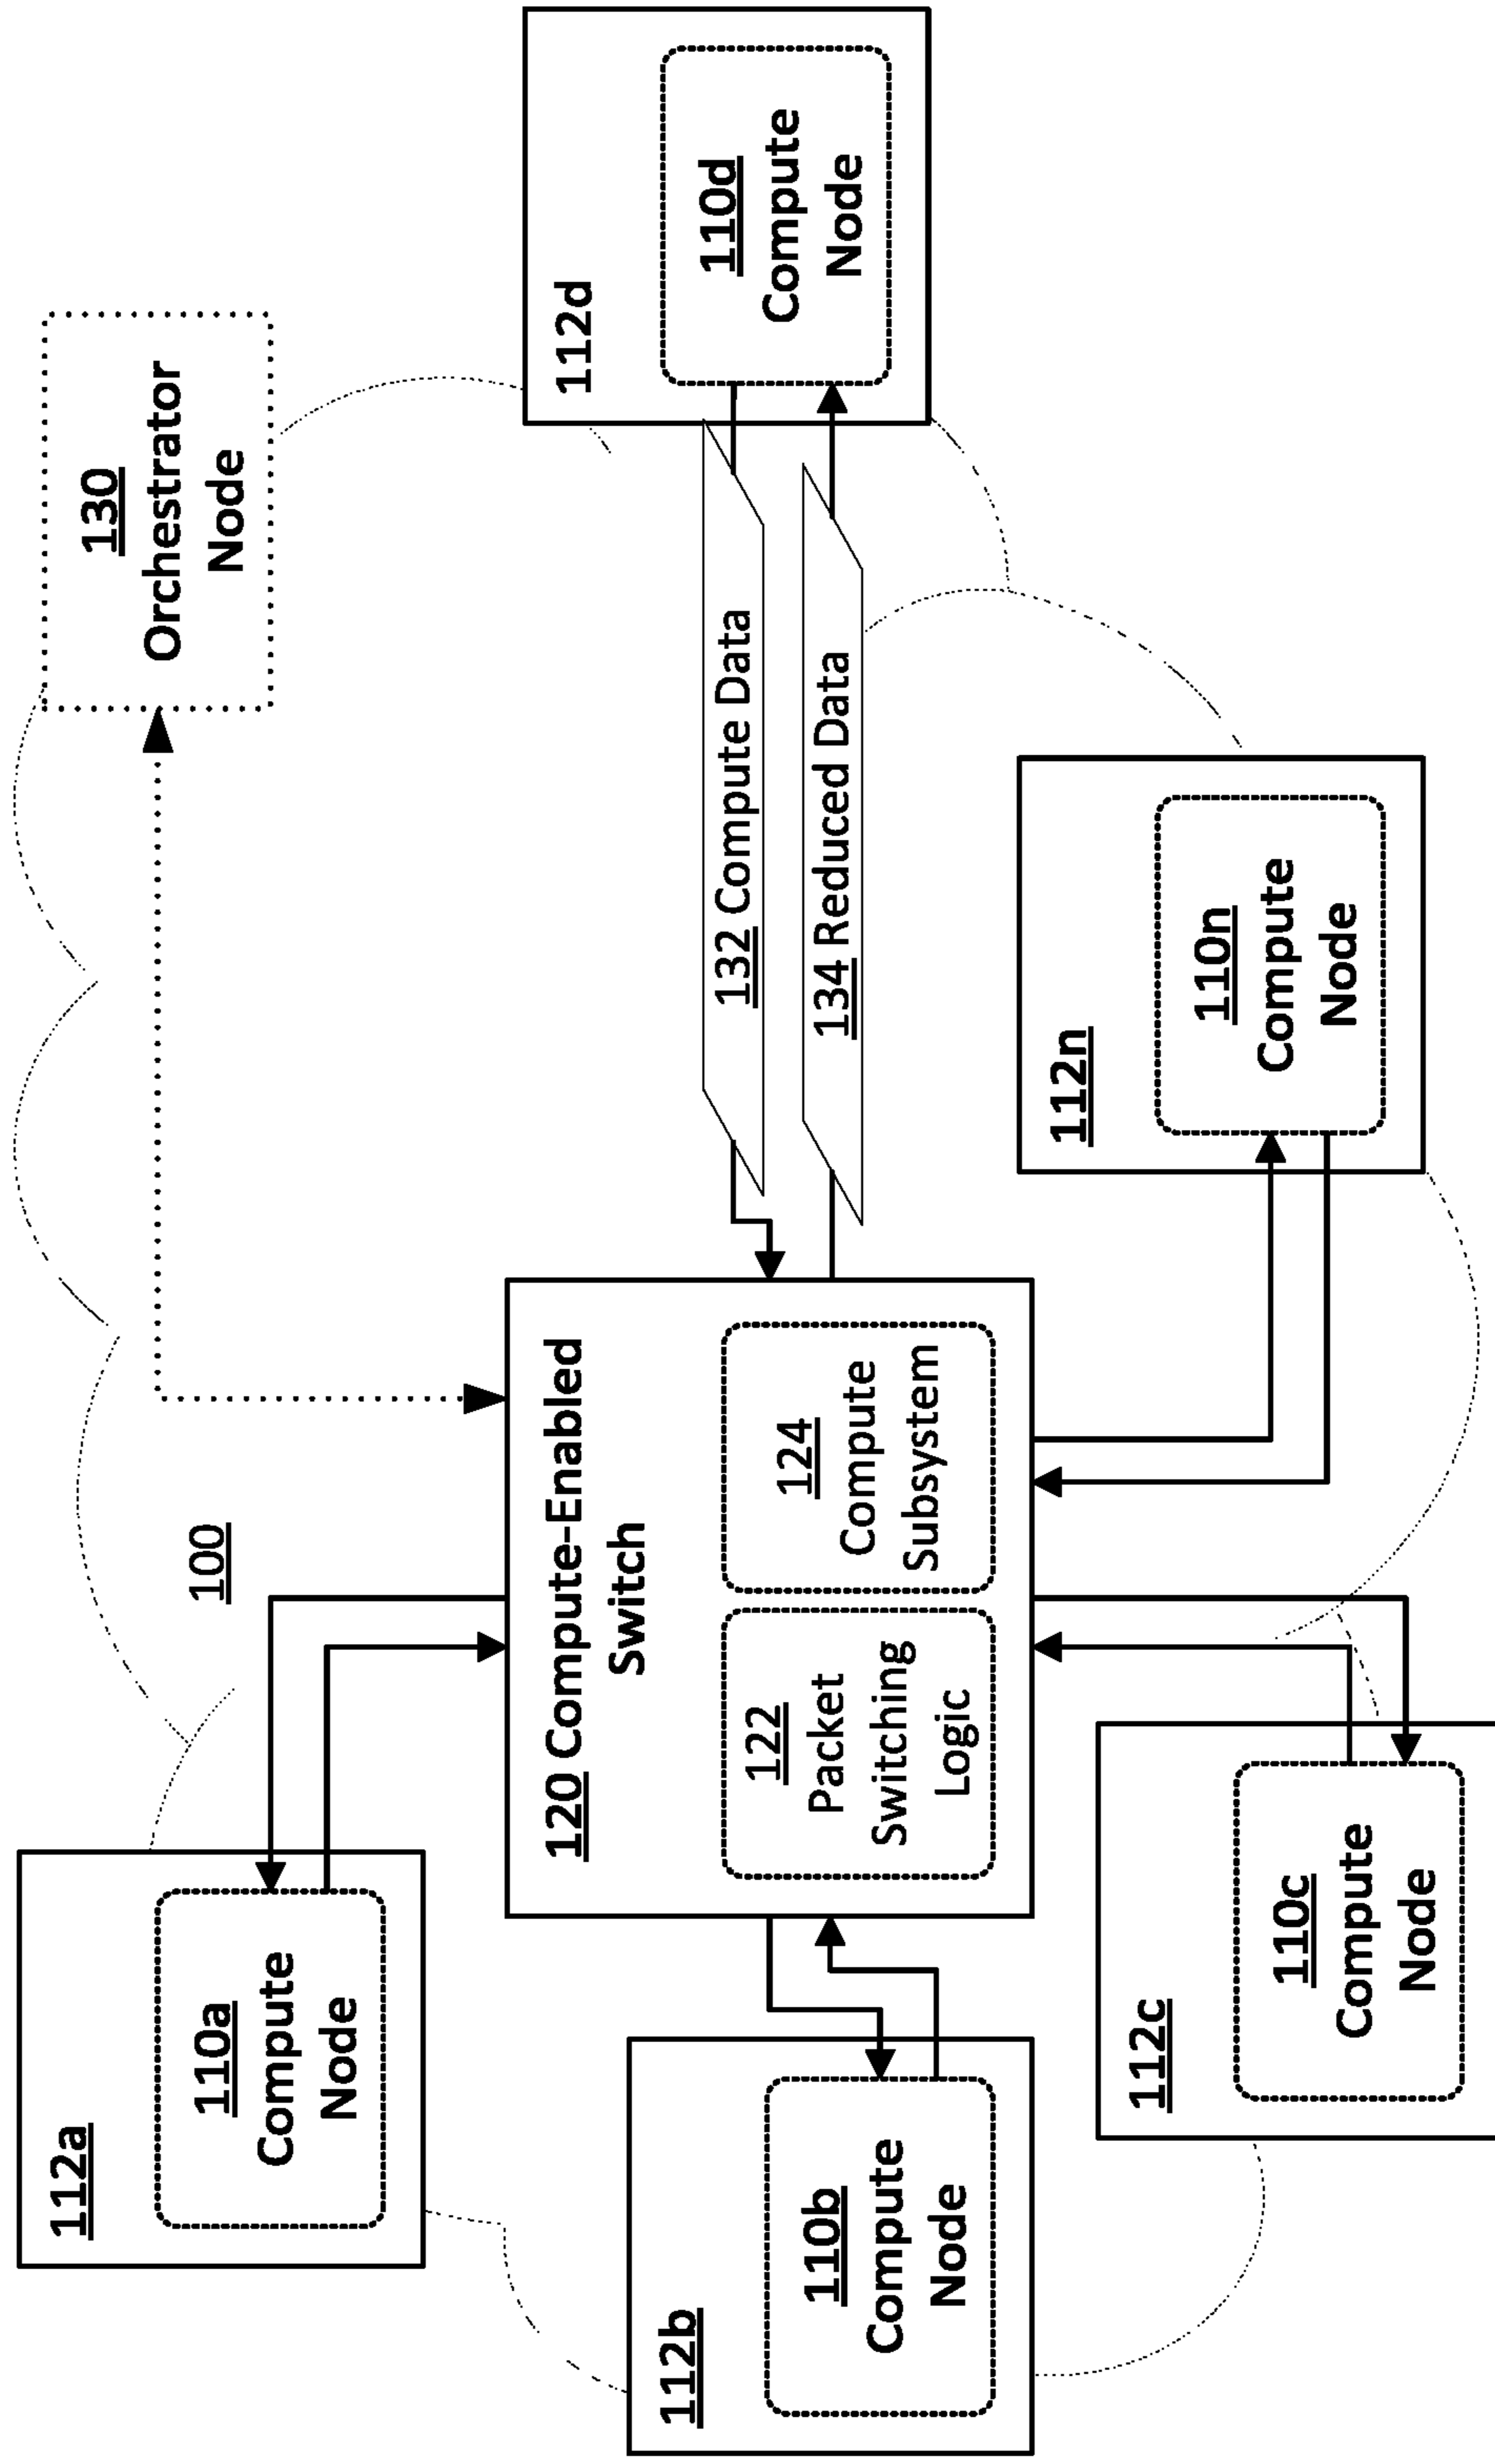 112a
110a
Compute
Node
100
130
Orchestrator
Node
112b
110b
Compute
Node
120 Compute-Enabled
Switch
122
Packet
Switching
Logic
124
Compute
Subsystem
132 Compute Data
134 Reduced Data
112d
110d
Compute
Node
112c
110c
Compute
Node
112n
110n
Compute
Node